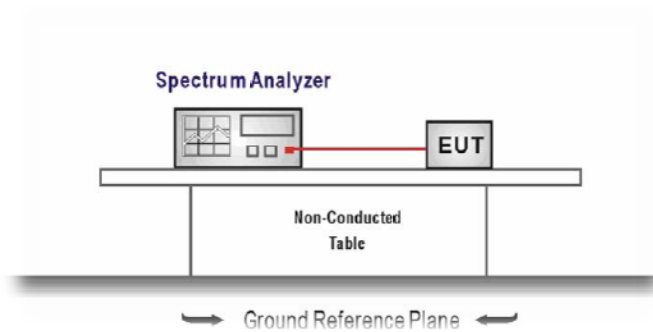 Spectrum Analyzer
EUT
Non-Conducted
Table
Ground Reference Plane